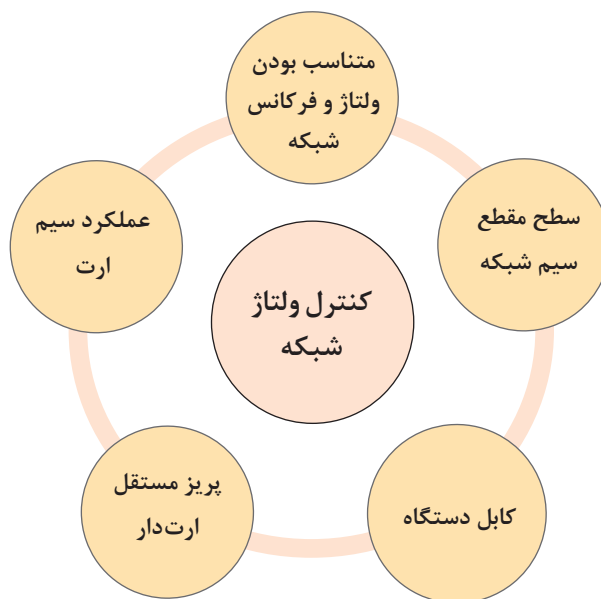 متناسب بودن
ولتاژ و فرکانس
شبکه
سطح مقطع
سیم شبکه
کابل دستگاه
پریز مستقل
ارت‌دار
عملکرد سیم
ارت
کنترل ولتاژ
شبکه